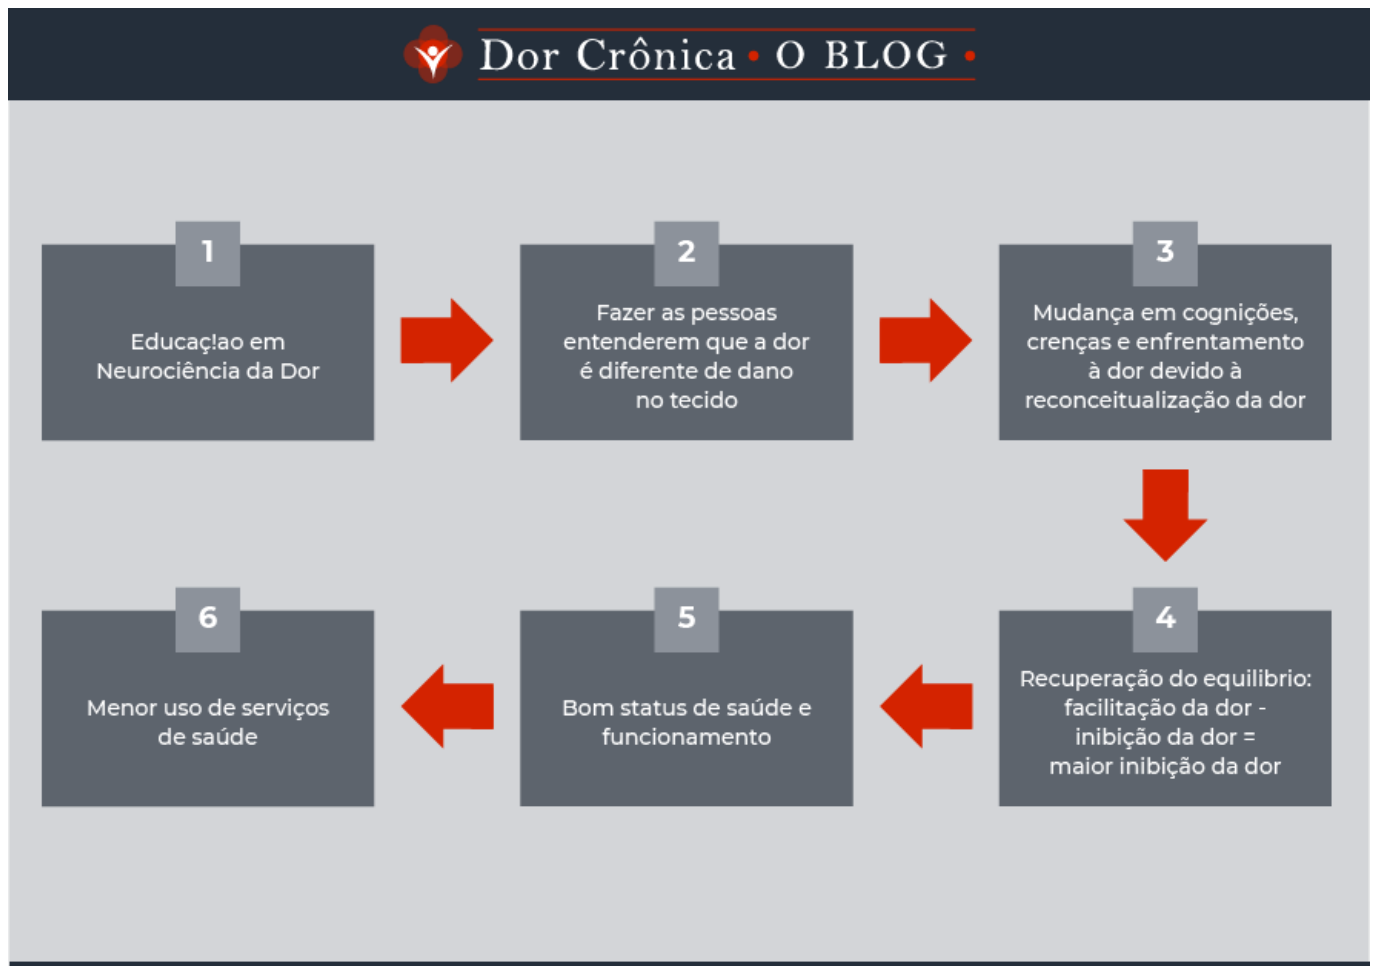 Dor Crônica • O BLOG •
1
Educaç!ao em
Neurociência da Dor
2
Fazer as pessoas
entenderem que a dor
é diferente de dano
no tecido
3
Mudança em cognições,
crenças e enfrentamento
à dor devido à
reconceitualização da dor
4
Recuperação do equilibrio:
facilitação da dor -
inibição da dor =
maior inibição da dor
5
Bom status de saúde e
funcionamento
6
Menor uso de serviços
de saúde